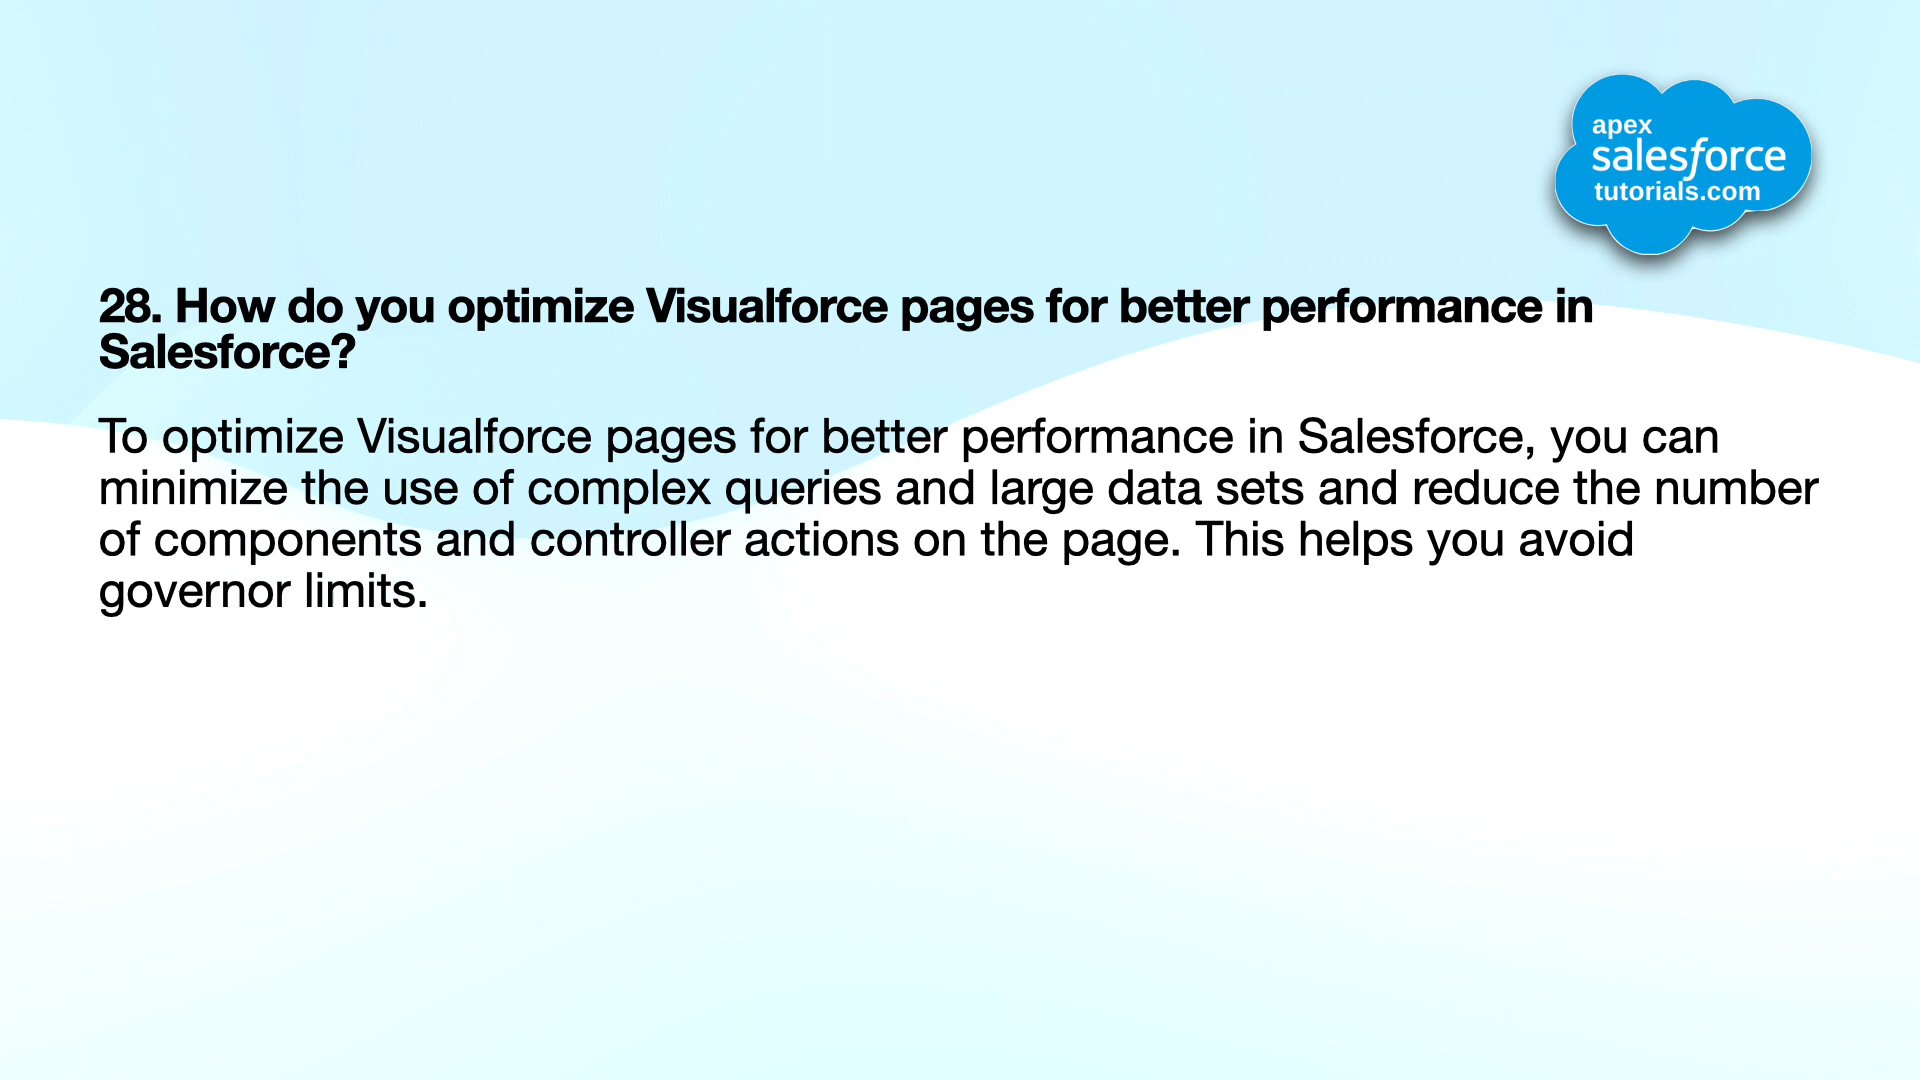 apex
salesforce
tutorials.com
28. How do you optimize Visualforce pages for better performance in
Salesforce?
To optimize Visualforce pages for better performance in Salesforce, you can
minimize the use of complex queries and large data sets and reduce the number
of components and controller actions on the page. This helps you avoid
governor limits.